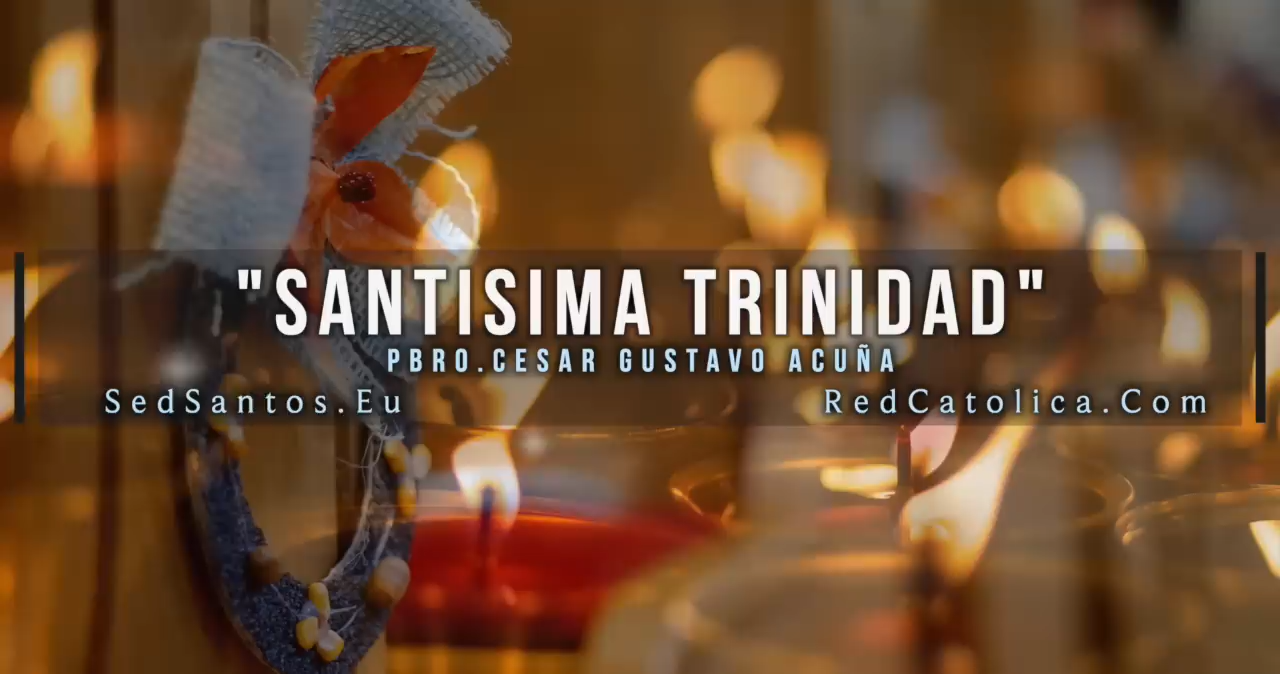 "SANTISIMA TRINIDAD"
PBRO.CESAR GUSTAVO ACUÑA
SedSantos.Eu
RedCatolica.Com